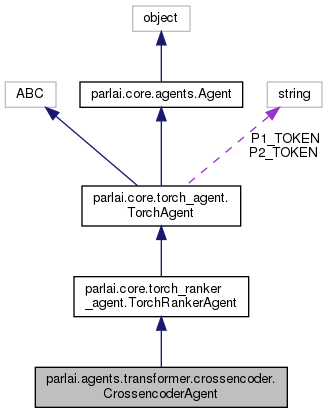 object
ABC
parlai.core.agents.Agent
string
P1_TOKEN
P2_TOKEN
parlai.core.torch_agent.
TorchAgent
parlai.core.torch_ranker
_agent.TorchRankerAgent
parlai.agents.transformer.crossencoder.
CrossencoderAgent